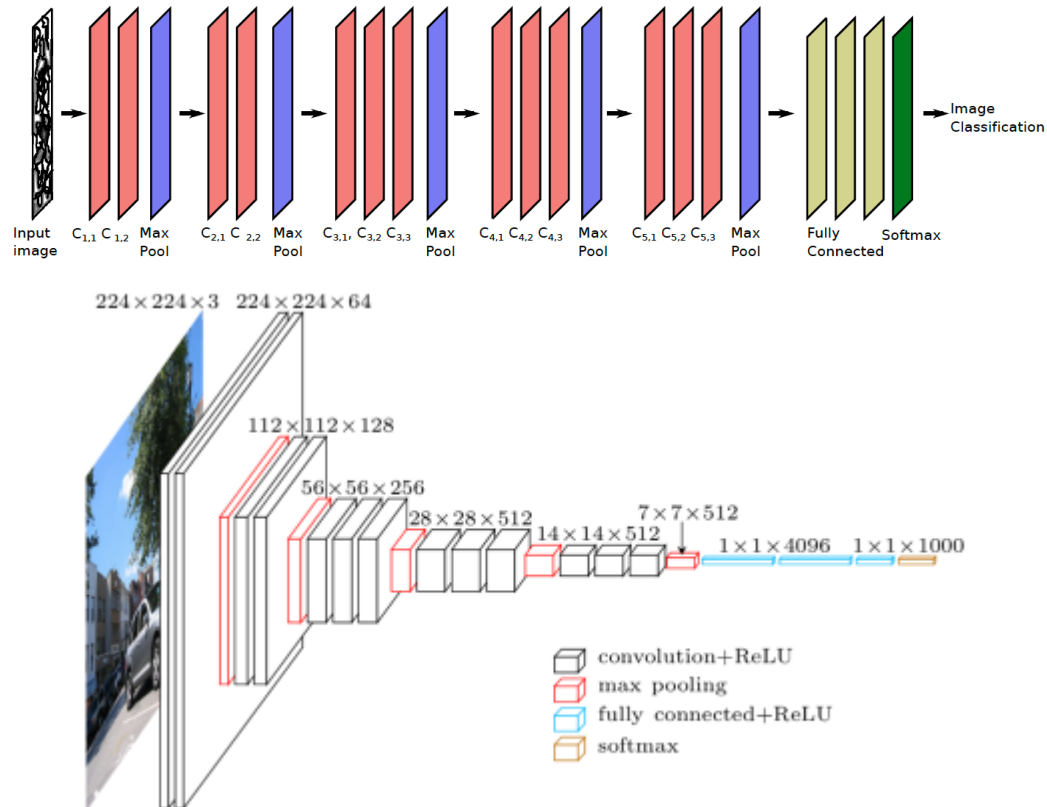 Image
Classification
Input
image
C1,1 C 1,2
Max
Pool
C2,1 C 2,2
Max
Pool
C3,1, C3,2 C3,3
Max
Pool
C4,1 C4,2 C4,3
Max
Pool
C5,1 C5,2 C5,3
Max
Pool
Fully
Connected
Softmax
224 × 224 × 3 224 × 224 × 64
112 × 112 × 128
56 × 56 × 256
28 × 28 × 512
14 × 14 × 512
7 × 7 × 512
1 × 1 × 4096 1 × 1 × 1000
convolution+ReLU
max pooling
fully connected+ReLU
softmax